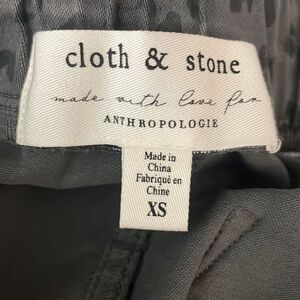 cloth & stone
made with love for
ANTHROPOLOGIE
Made in
China
Fabriqué en
Chine
XS